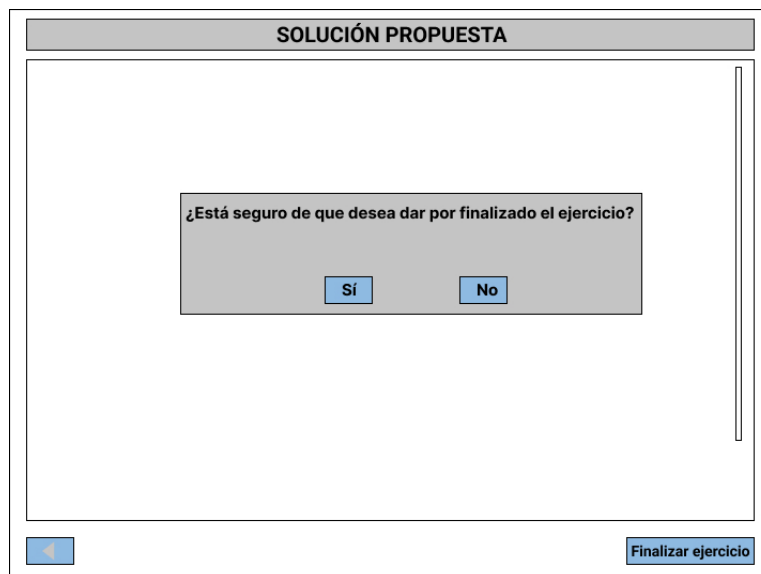 SOLUCIÓN PROPUESTA
¿Está seguro de que desea dar por finalizado el ejercicio?
Sí
No
Finalizar ejercicio